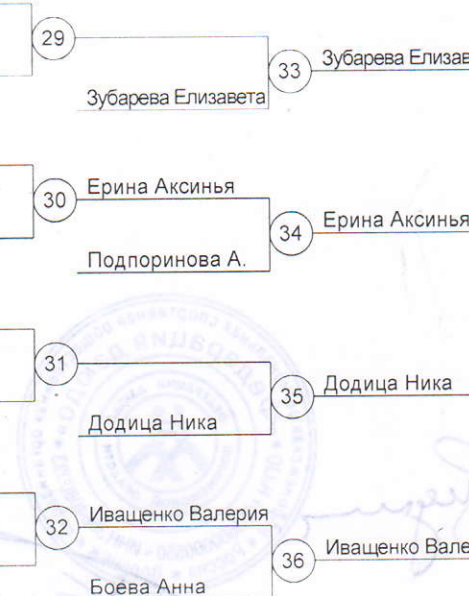 29
33 Зубарева Елизав
Зубарева Елизавета
30 Ерина Аксинья
34 Ерина Аксинья
Подпоринова А.
31
35 Додица Ника
Додица Ника
32 Иващенко Валерия
36 Иващенко Вале
Боева Анна